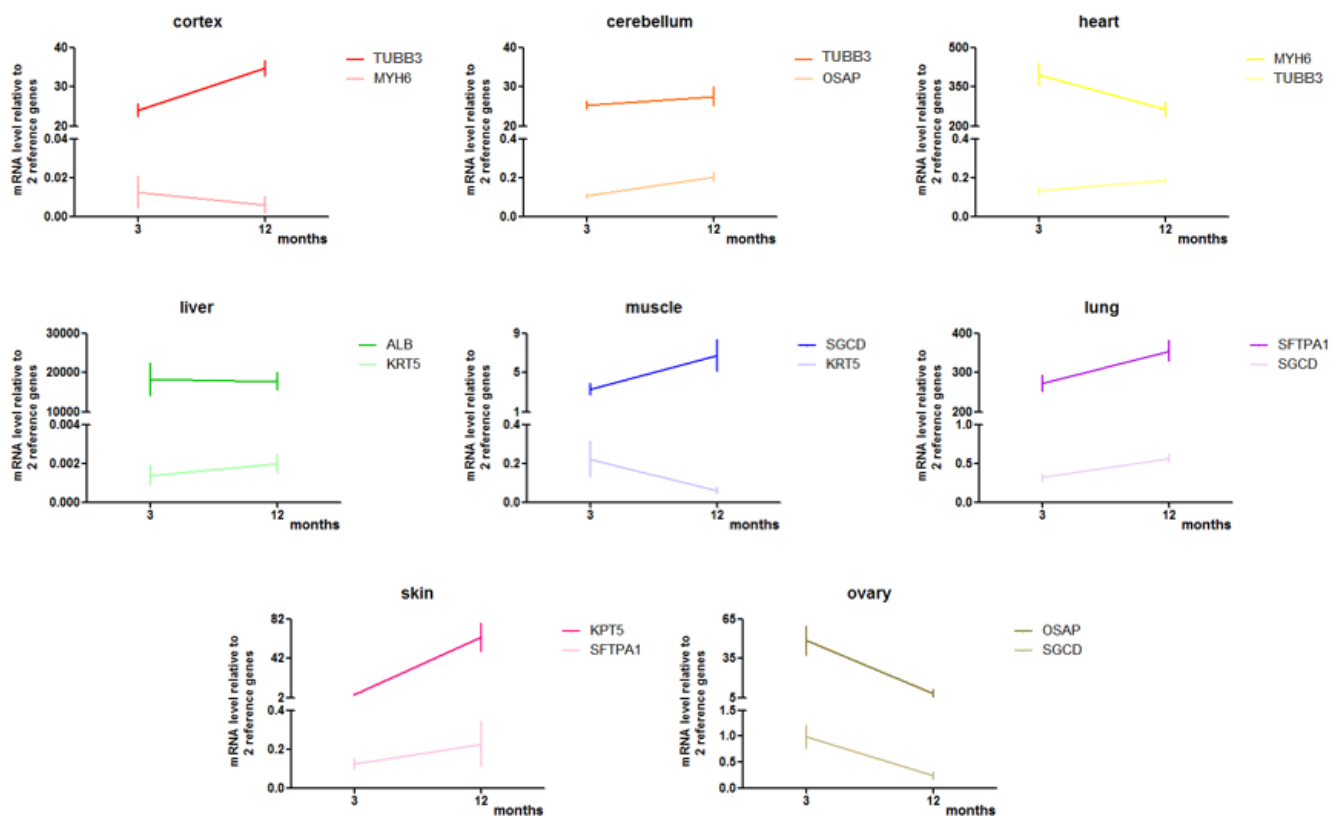 cortex
mRNA level relative to
2 reference genes
40
30
20
0.04
0.02
0.00
3
12
months
TUBB3
MYH6
cerebellum
mRNA level relative to
2 reference genes
40
30
20
0.4
0.2
0.0
3
12
months
TUBB3
OSAP
heart
mRNA level relative to
2 reference genes
500
350
200
0.4
0.2
0.0
3
12
months
MYH6
TUBB3
liver
mRNA level relative to
2 reference genes
30000
20000
10000
0.004
0.002
0.000
3
12
months
ALB
KRT5
muscle
mRNA level relative to
2 reference genes
9
5
1
0.4
0.2
0.0
3
12
months
SGCD
KRT5
lung
mRNA level relative to
2 reference genes
400
300
200
1.0
0.5
0.0
3
12
months
SFTPA1
SGCD
skin
mRNA level relative to
2 reference genes
82
42
2
0.4
0.2
0.0
3
12
months
KPT5
SFTPA1
ovary
mRNA level relative to
2 reference genes
65
35
5
1.5
1.0
0.5
0.0
3
12
months
OSAP
SGCD